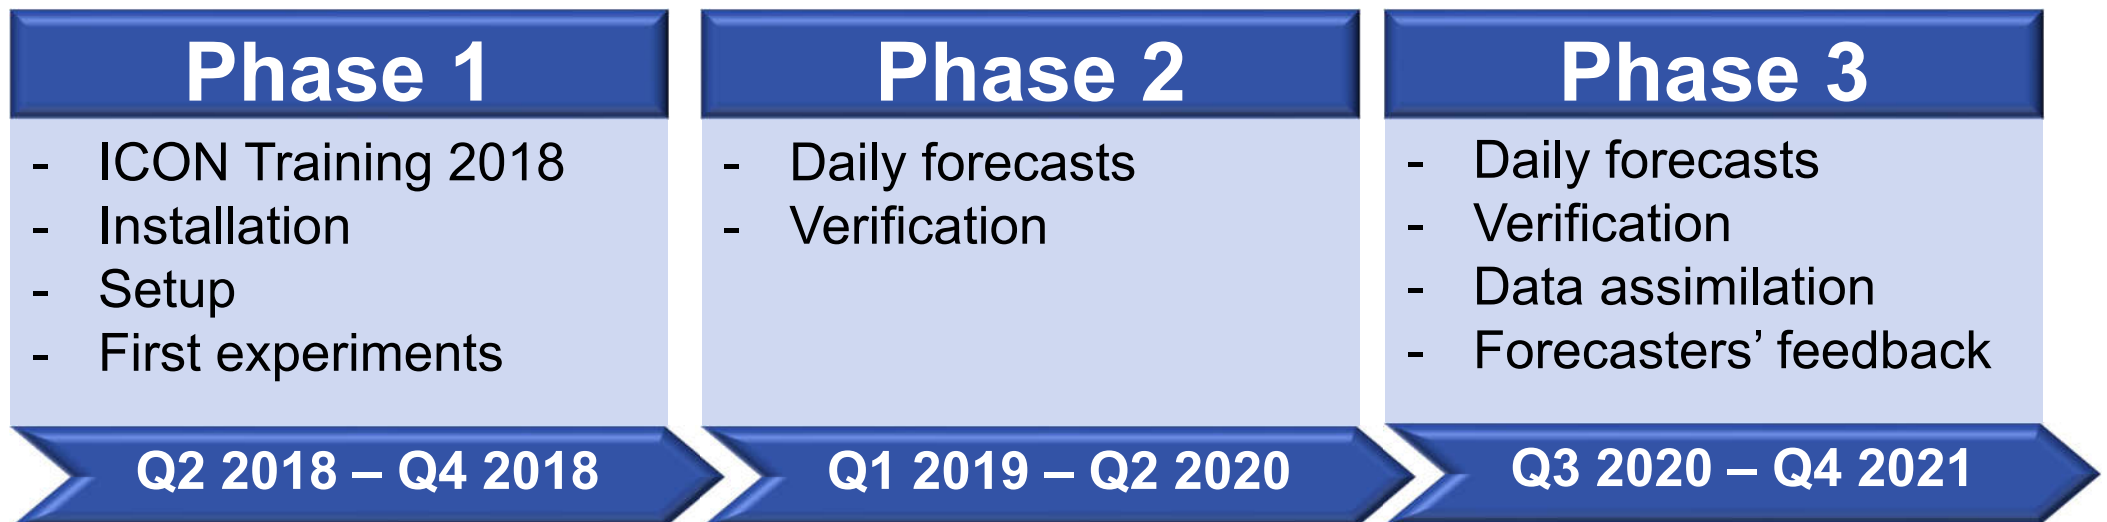 Phase 1
- ICON Training 2018
- Installation
- Setup
- First experiments
Q2 2018 – Q4 2018
Phase 2
- Daily forecasts
- Verification
Q1 2019 – Q2 2020
Phase 3
- Daily forecasts
- Verification
- Data assimilation
- Forecasters’ feedback
Q3 2020 – Q4 2021